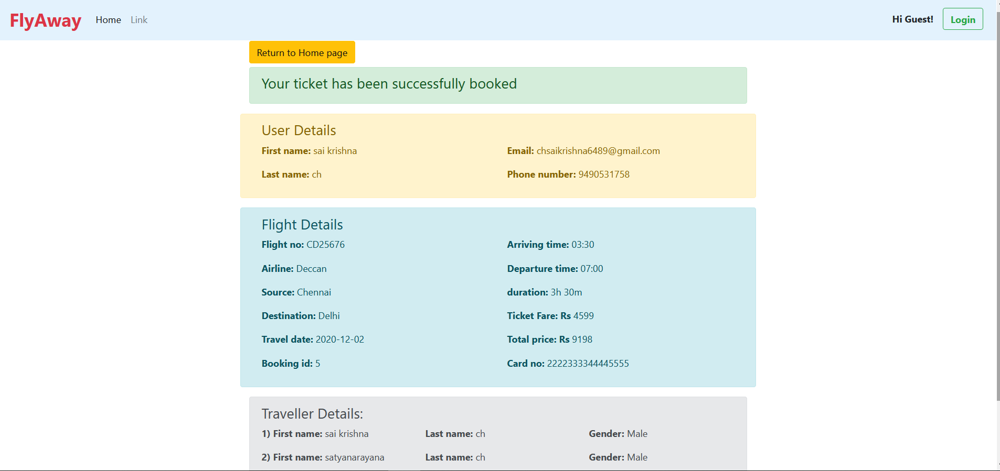 FlyAway Home Link Hi Guest! Login
Return to Home page
Your ticket has been successfully booked
User Details
First name: sai krishna Email: chsaikrishna6489@gmail.com
Last name: ch Phone number: 9490531758
Flight Details
Flight no: CD25676 Arriving time: 03:30
Airline: Deccan Departure time: 07:00
Source: Chennai duration: 3h 30m
Destination: Delhi Ticket Fare: Rs 4599
Travel date: 2020-12-02 Total price: Rs 9198
Booking id: 5 Card no: 2222333344445555
Traveller Details:
1) First name: sai krishna Last name: ch Gender: Male
2) First name: satyanarayana Last name: ch Gender: Male